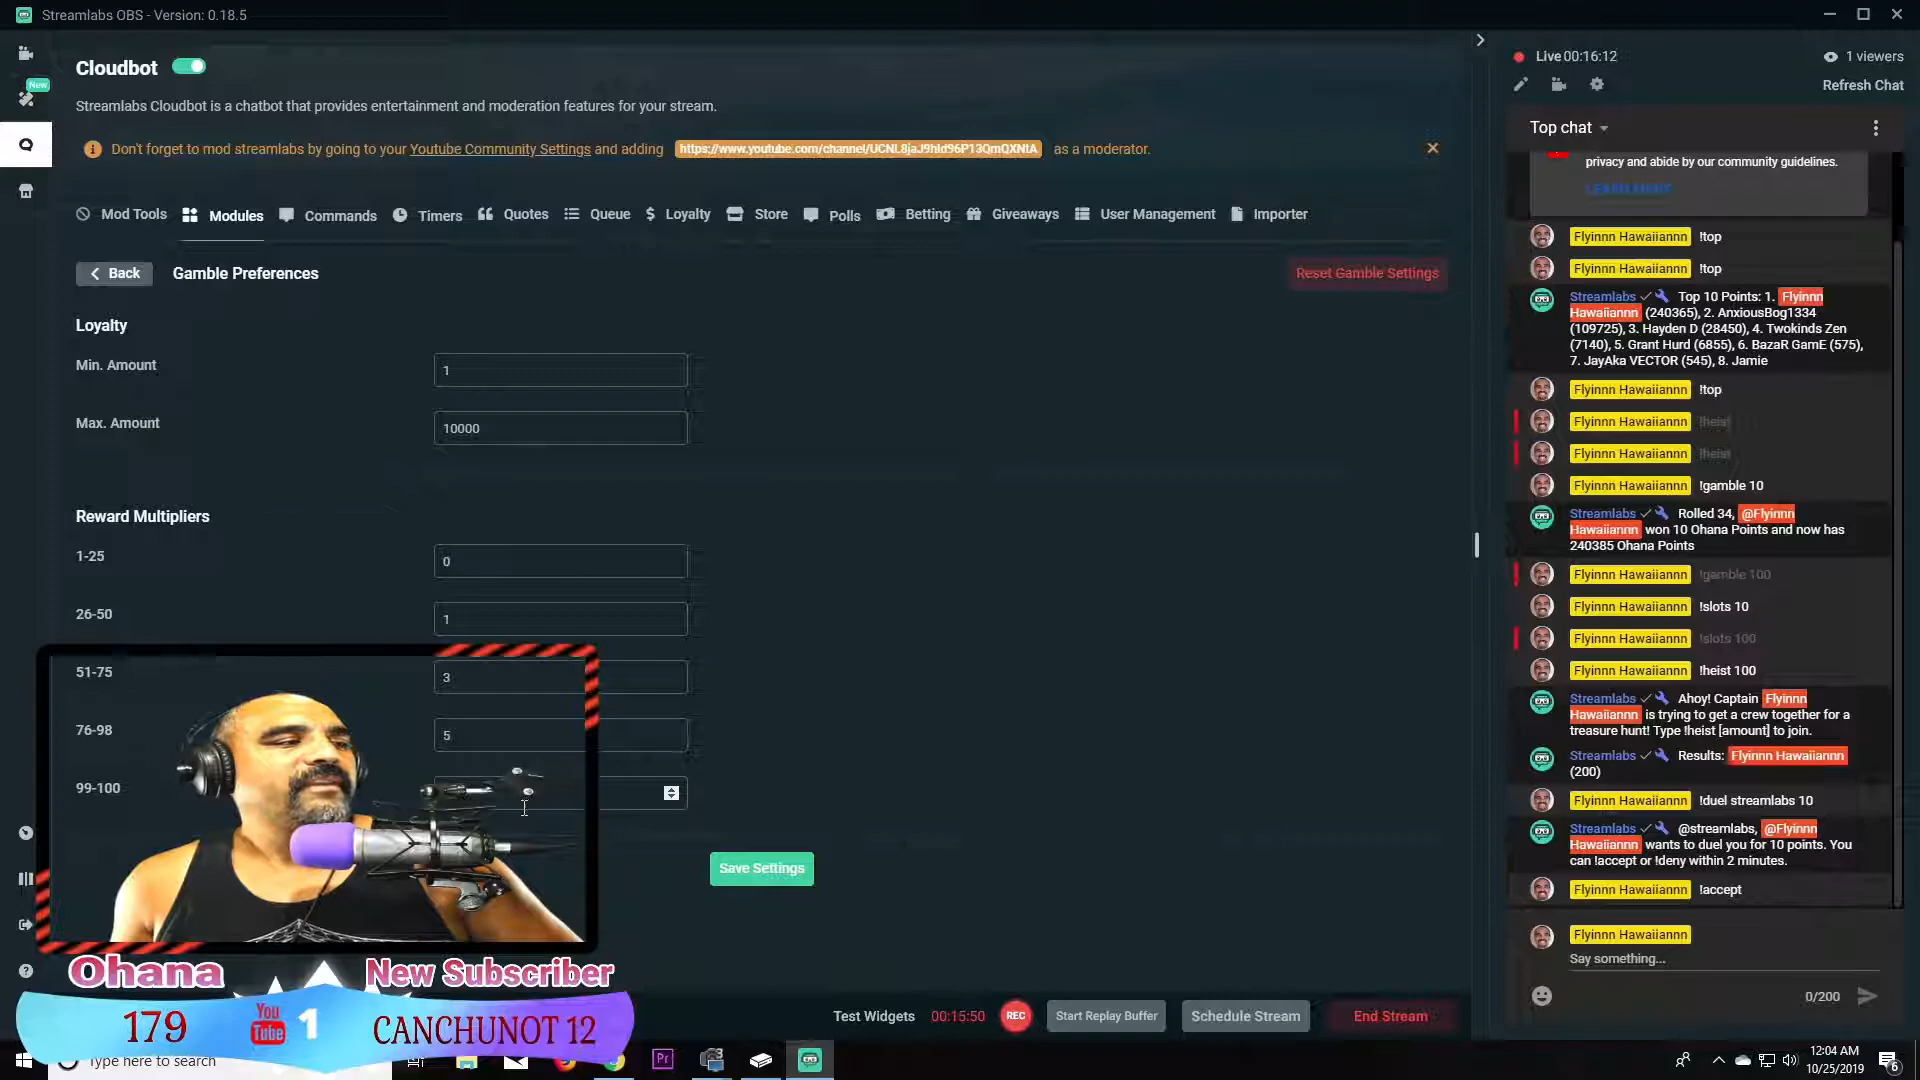 Streamlabs OBS - Version: 0.18.5
Cloudbot
New
Streamlabs Cloudbot is a chatbot that provides entertainment and moderation features for your stream.
Don't forget to mod streamlabs by going to your Youtube Community Settings and adding https://www.youtube.com/channel/UCNL8jaJ9hId96P13QmQXNtA as a moderator.
Mod Tools Modules Commands Timers Quotes Queue Loyalty Store Polls Betting Giveaways User Management Importer
Back Gamble Preferences Reset Gamble Settings
Loyalty
Min. Amount 1
Max. Amount 10000
Reward Multipliers
1-25 0
26-50 1
51-75 3
76-98 5
99-100
Save Settings
Ohana New Subscriber
179 You Tube 1 CANCHUNOT 12
Test Widgets 00:15:50 REC Start Replay Buffer Schedule Stream End Stream
Live 00:16:12 1 viewers
Refresh Chat
Top chat
privacy and abide by our community guidelines.
LEARN MORE
Flyinnn Hawaiiannn !top
Flyinnn Hawaiiannn !top
Streamlabs Top 10 Points: 1. Flyinnn
Hawaiiannn (240365), 2. AnxiousBog1334
(109725), 3. Hayden D (28450), 4. Twokinds Zen
(7140), 5. Grant Hurd (6855), 6. BazaR GamE (575),
7. JayAka VECTOR (545), 8. Jamie
Flyinnn Hawaiiannn !top
Flyinnn Hawaiiannn !heist
Flyinnn Hawaiiannn !heist
Flyinnn Hawaiiannn !gamble 10
Streamlabs Rolled 34, @Flyinnn
Hawaiiannn won 10 Ohana Points and now has
240385 Ohana Points
Flyinnn Hawaiiannn !gamble 100
Flyinnn Hawaiiannn !slots 10
Flyinnn Hawaiiannn !slots 100
Flyinnn Hawaiiannn !heist 100
Streamlabs Ahoy! Captain Flyinnn
Hawaiiannn is trying to get a crew together for a
treasure hunt! Type !heist [amount] to join.
Streamlabs Results: Flyinnn Hawaiiannn
(200)
Flyinnn Hawaiiannn !duel streamlabs 10
Streamlabs @streamlabs, @Flyinnn
Hawaiiannn wants to duel you for 10 points. You
can !accept or !deny within 2 minutes.
Flyinnn Hawaiiannn !accept
Flyinnn Hawaiiannn
Say something...
0/200
Type here to search
Pr
12:04 AM
10/25/2019
6